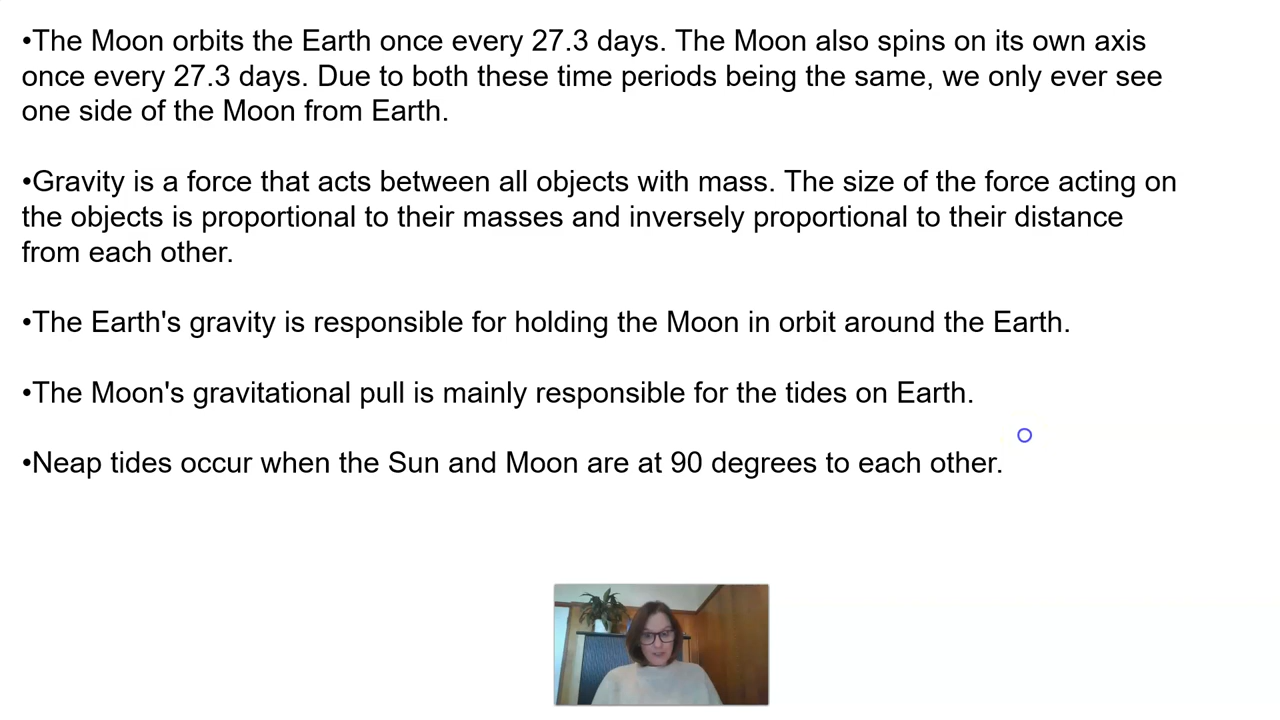 •The Moon orbits the Earth once every 27.3 days. The Moon also spins on its own axis
once every 27.3 days. Due to both these time periods being the same, we only ever see
one side of the Moon from Earth.
•Gravity is a force that acts between all objects with mass. The size of the force acting on
the objects is proportional to their masses and inversely proportional to their distance
from each other.
•The Earth's gravity is responsible for holding the Moon in orbit around the Earth.
•The Moon's gravitational pull is mainly responsible for the tides on Earth.
•Neap tides occur when the Sun and Moon are at 90 degrees to each other.